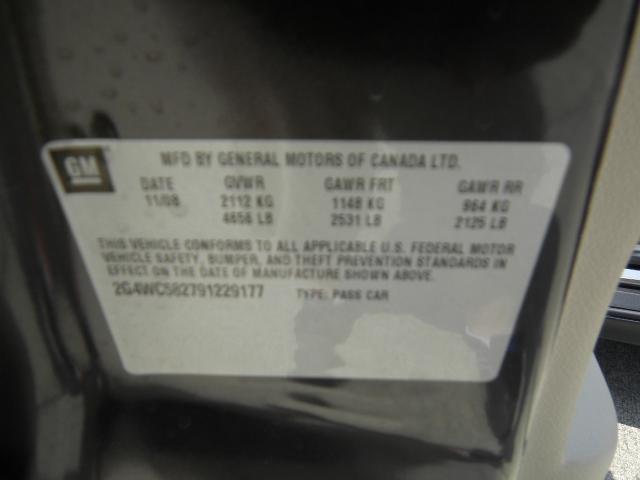 GM MFD BY GENERAL MOTORS OF CANADA LTD.
DATE GVWR GAWR FRT GAWR RR
11/08 2112 KG 1148 KG 964 KG
4656 LB 2531 LB 2125 LB
THIS VEHICLE CONFORMS TO ALL APPLICABLE U.S. FEDERAL MOTOR
VEHICLE SAFETY, BUMPER, AND THEFT PREVENTION STANDARDS IN
EFFECT ON THE DATE OF MANUFACTURE SHOWN ABOVE.
2G4WC582791229177 TYPE: PASS CAR